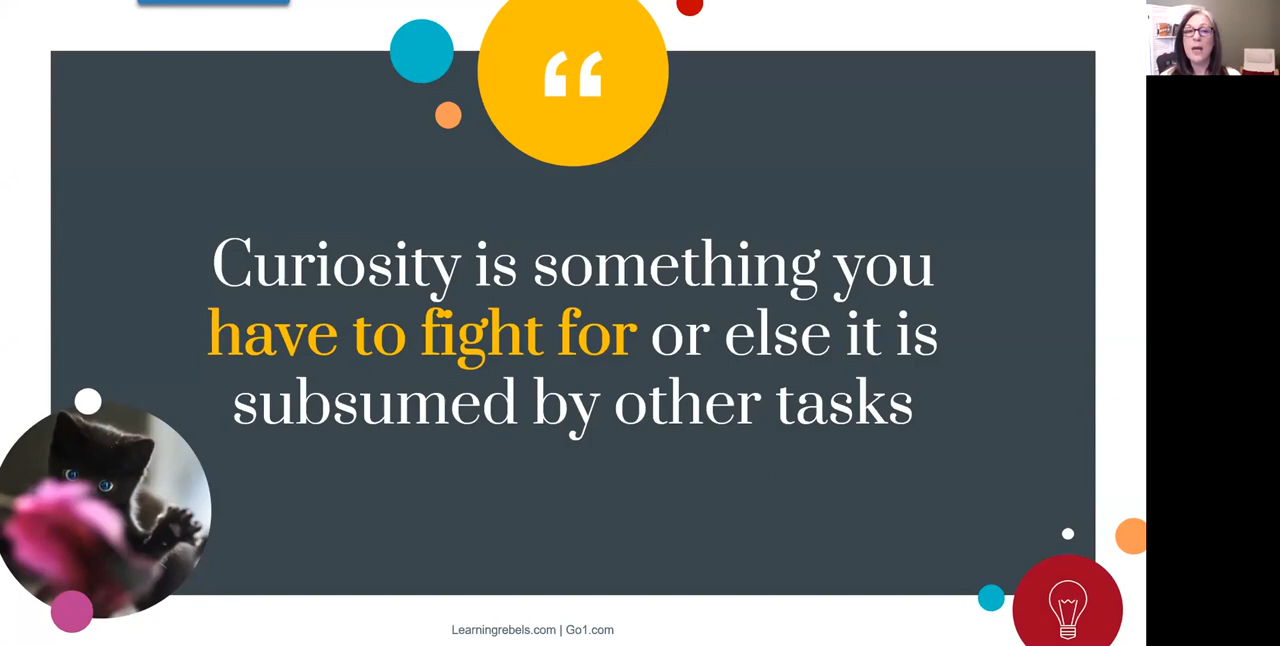 “
Curiosity is something you
have to fight for or else it is
subsumed by other tasks
Learningrebels.com | Go1.com